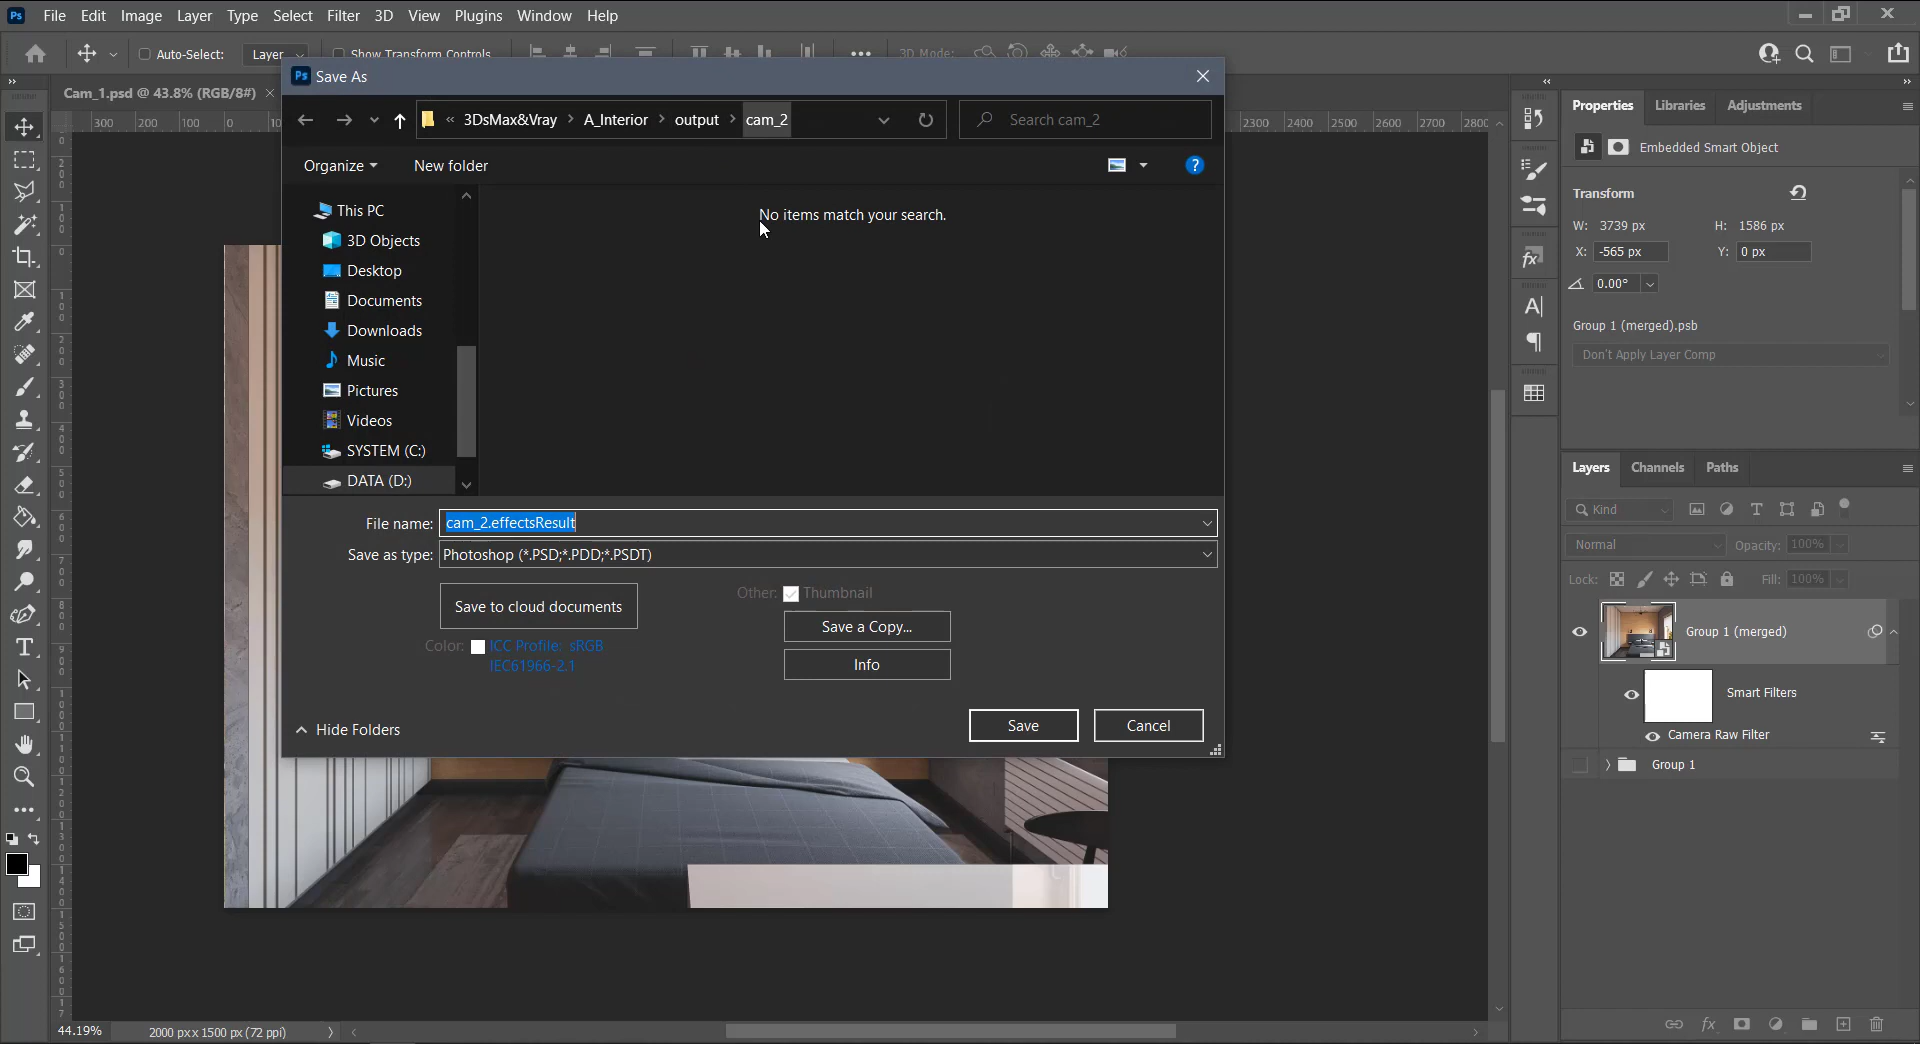 Ps File Edit Image Layer Type Select Filter 3D View Plugins Window Help
Auto-Select: Layer Show Transform Controls 3D Mode:
Cam_1.psd @ 43.8% (RGB/8#)
Ps Save As
« 3DsMax&Vray A_Interior output cam_2
Search cam_2
Organize New folder
This PC
3D Objects
Desktop
Documents
Downloads
Music
Pictures
Videos
SYSTEM (C:)
DATA (D:)
No items match your search.
File name: cam_2.effectsResult
Save as type: Photoshop (*.PSD;*.PDD;*.PSDT)
Save to cloud documents
Color: ICC Profile: sRGB
IEC61966-2.1
Other: Thumbnail
Save a Copy...
Info
Hide Folders
Save Cancel
300 200 100 0 2300 2400 2500 2600 2700 2800
Properties Libraries Adjustments
Embedded Smart Object
Transform
W: 3739 px H: 1586 px
X: -565 px Y: 0 px
0.00°
Group 1 (merged).psb
Don't Apply Layer Comp
Layers Channels Paths
Kind
Normal Opacity: 100%
Lock: Fill: 100%
Group 1 (merged)
Smart Filters
Camera Raw Filter
Group 1
44.19% 2000 px x 1500 px (72 ppi)